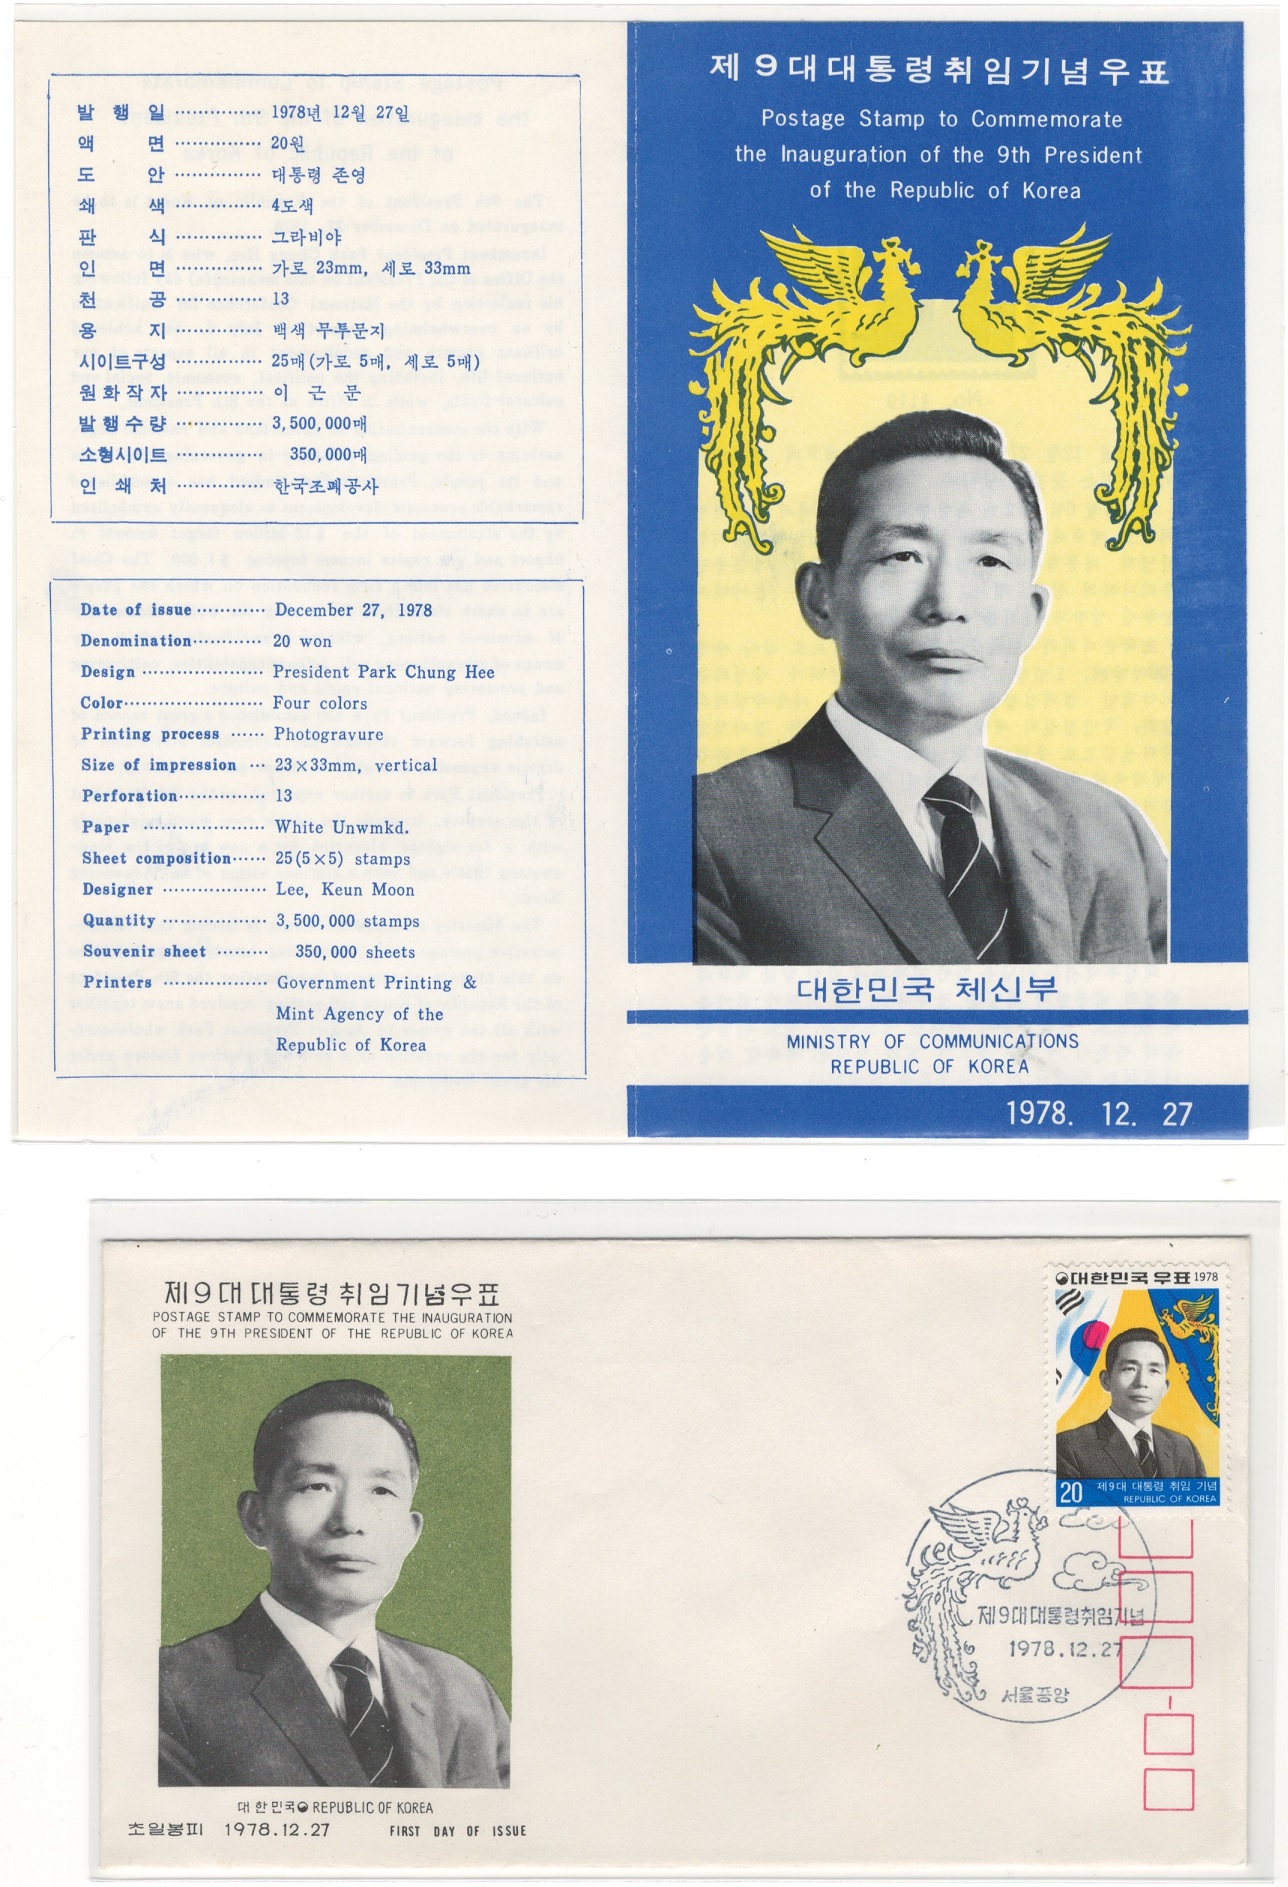 발 행 일 ··············· 1978년 12월 27일
액 면 ··············· 20원
도 안 ··············· 대통령 존영
쇄 색 ··············· 4도색
판 식 ··············· 그라비야
인 면 ··············· 가로 23mm, 세로 33mm
천 공 ··············· 13
용 지 ··············· 백색 무투문지
시이트구성 ··············· 25매(가로 5매, 세로 5매)
원화작자 ··············· 이 근 문
발행수량 ··············· 3,500,000매
소형시이트 ··············· 350,000매
인 쇄 처 ··············· 한국조폐공사
Date of issue ············ December 27, 1978
Denomination············ 20 won
Design ····················· President Park Chung Hee
Color························ Four colors
Printing process ······ Photogravure
Size of impression ··· 23×33mm, vertical
Perforation··············· 13
Paper ····················· White Unwmkd.
Sheet composition······ 25(5×5) stamps
Designer ·················· Lee, Keun Moon
Quantity ·················· 3,500,000 stamps
Souvenir sheet ········· 350,000 sheets
Printers ·················· Government Printing &
Mint Agency of the
Republic of Korea
제9대대통령취임기념우표
Postage Stamp to Commemorate
the Inauguration of the 9th President
of the Republic of Korea
대한민국 체신부
MINISTRY OF COMMUNICATIONS
REPUBLIC OF KOREA
1978. 12. 27
제9대대통령취임기념우표
POSTAGE STAMP TO COMMEMORATE THE INAUGURATION
OF THE 9TH PRESIDENT OF THE REPUBLIC OF KOREA
대한민국 REPUBLIC OF KOREA
초일봉피 1978.12.27 FIRST DAY OF ISSUE
대한민국우표 1978
20 제9대 대통령 취임 기념
REPUBLIC OF KOREA
제9대대통령취임기념
1978.12.27
서울중앙